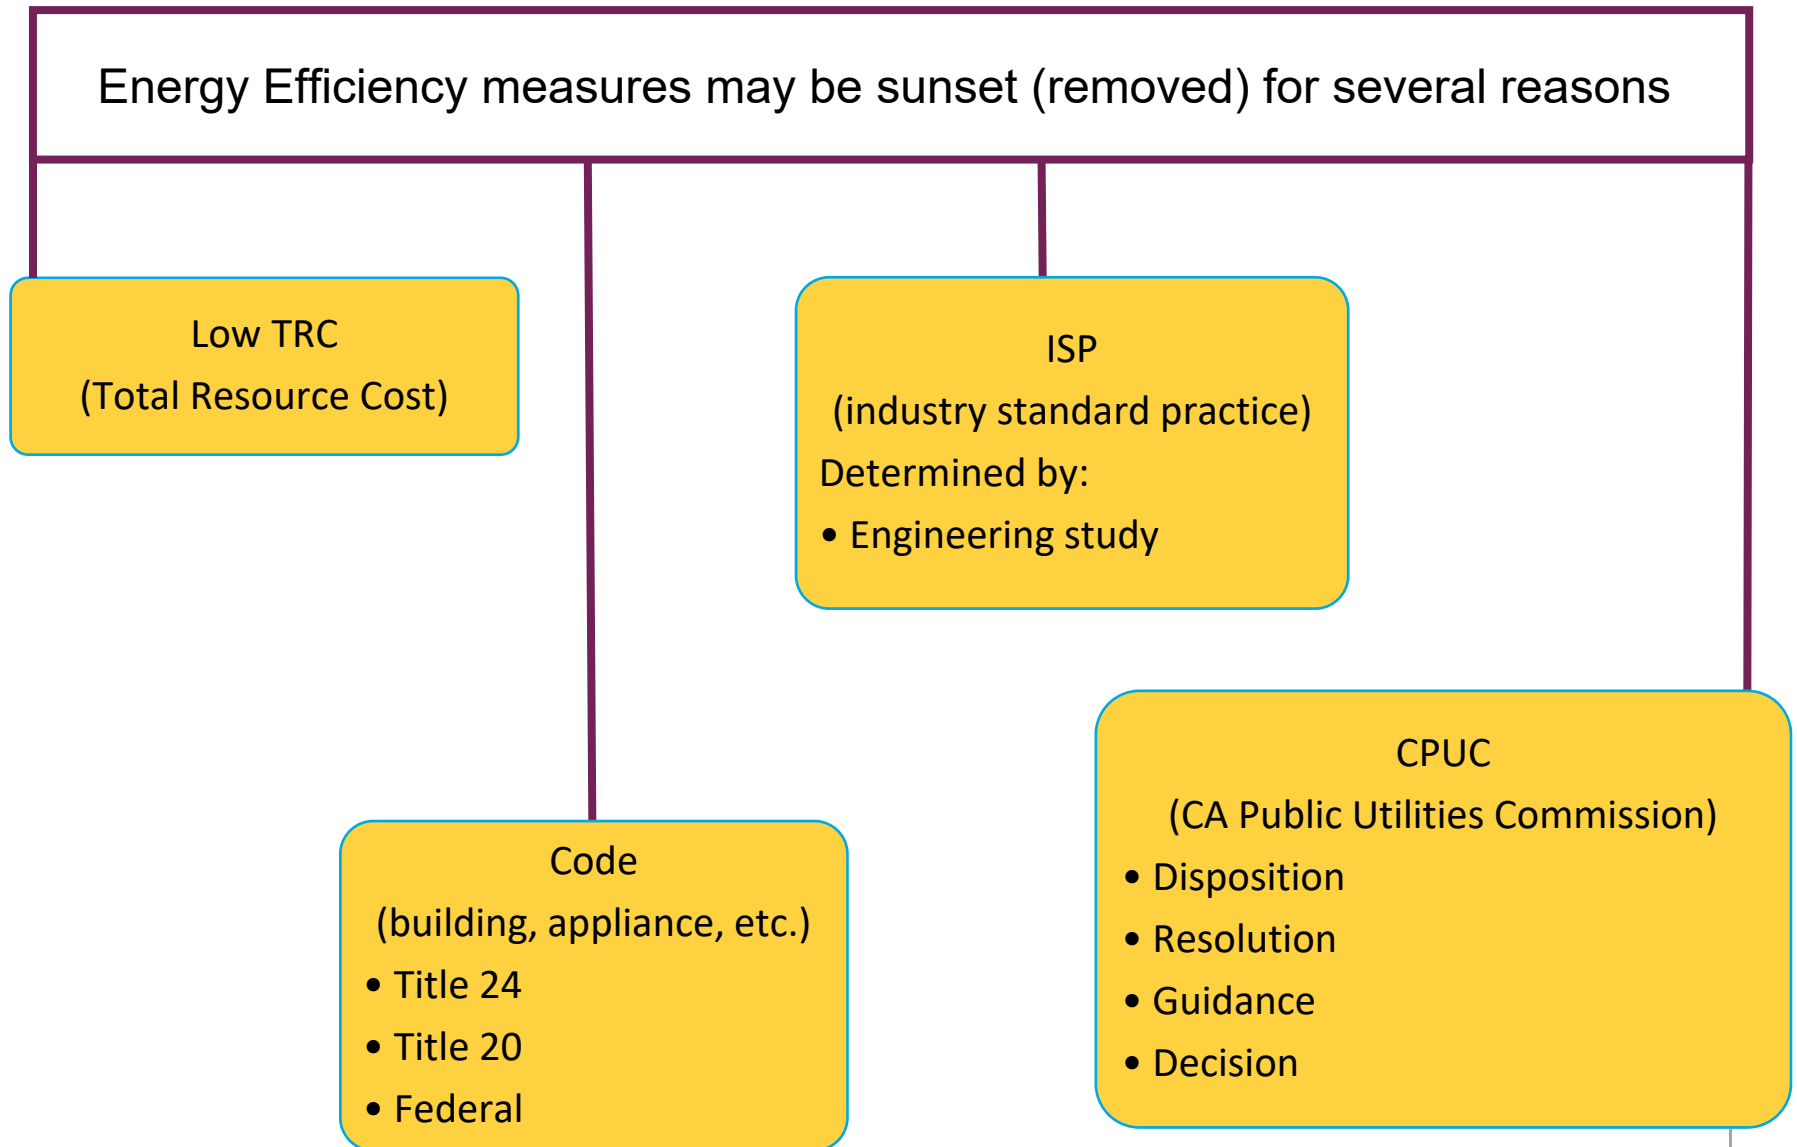 Energy Efficiency measures may be sunset (removed) for several reasons
Low TRC
(Total Resource Cost)
ISP
(industry standard practice)
Determined by:
• Engineering study
Code
(building, appliance, etc.)
• Title 24
• Title 20
• Federal
CPUC
(CA Public Utilities Commission)
• Disposition
• Resolution
• Guidance
• Decision